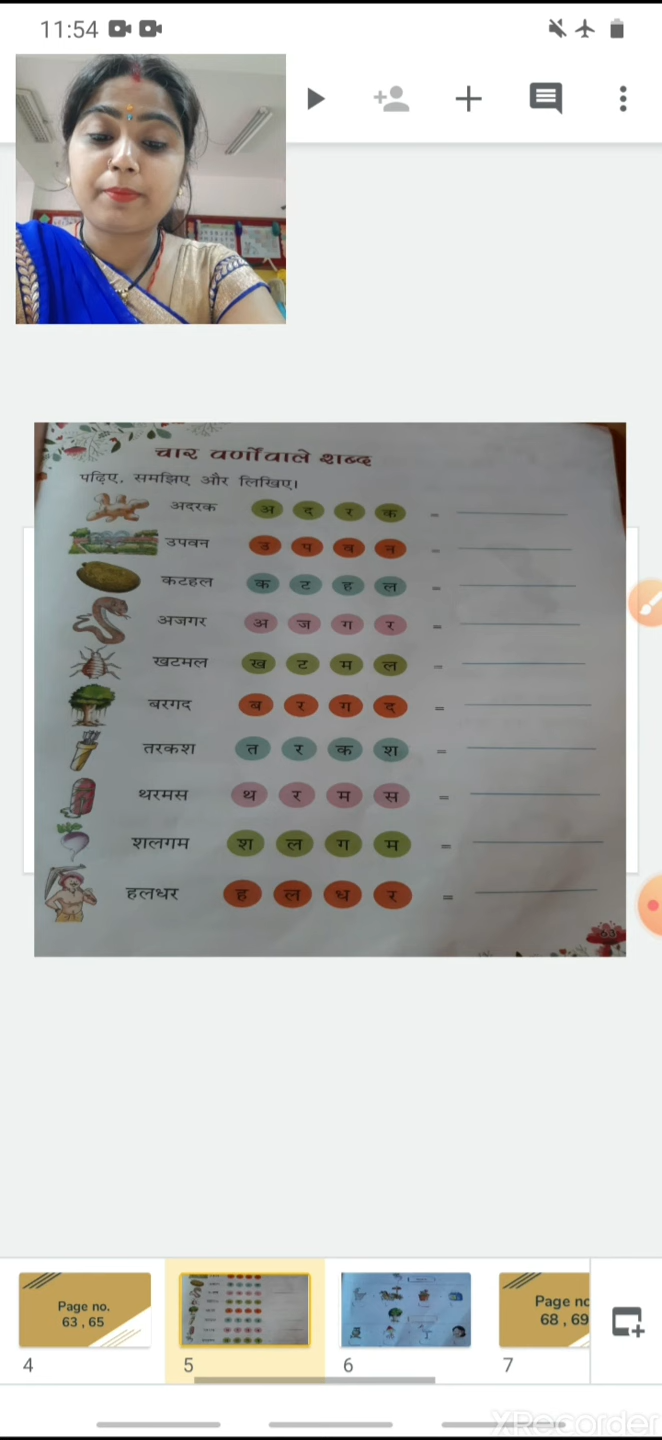 11:54
चार वर्णोंवाले शब्द
पढ़िए, समझिए और लिखिए।
अदरक अ द र क =
उपवन उ प व न =
कटहल क ट ह ल =
अजगर अ ज ग र =
खटमल ख ट म ल =
बरगद ब र ग द =
तरकश त र क श =
थरमस थ र म स =
शलगम श ल ग म =
हलधर ह ल ध र =
63
Page no.
63 , 65
Page no
68 , 69
4 5 6 7
XRecorder